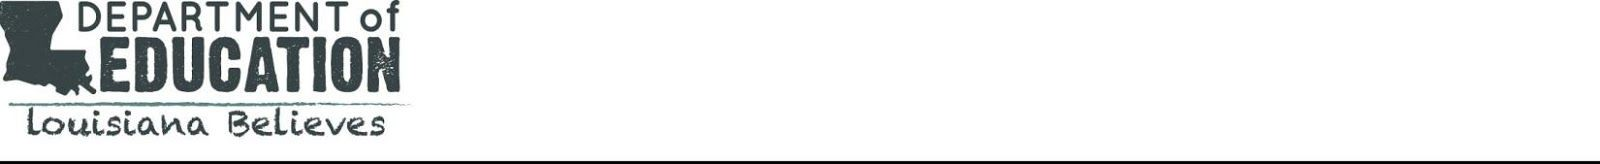 DEPARTMENT of
EDUCATION
Louisiana Believes